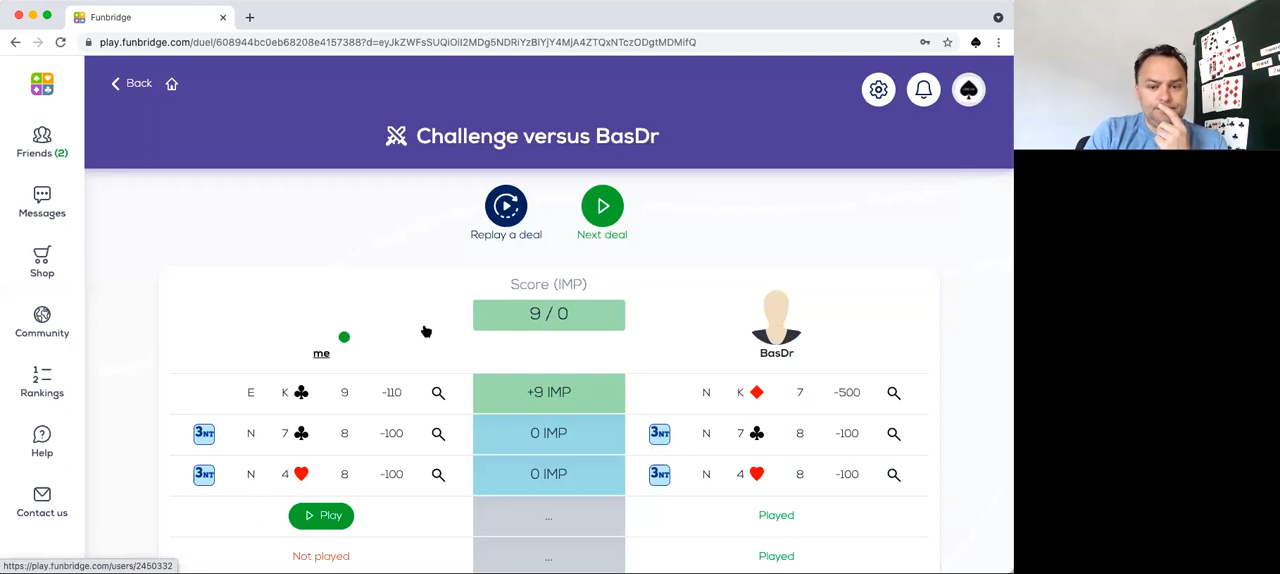 Funbridge
play.funbridge.com/duel/608944bc0eb68208e4157388?d=eyJkZWFsSUQiOiI2MDg5NDRiYzBlYjY4MjA4ZTQxNTczODgtMDMifQ
Back
Challenge versus BasDr
Friends (2)
Messages
Shop
Community
Rankings
Help
Contact us
Replay a deal
Next deal
Score (IMP)
9 / 0
me
BasDr
E K♣ 9 -110 +9 IMP N K♦ 7 -500
3NT N 7♣ 8 -100 0 IMP 3NT N 7♣ 8 -100
3NT N 4♥ 8 -100 0 IMP 3NT N 4♥ 8 -100
Play ... Played
Not played ... Played
https://play.funbridge.com/users/2450332